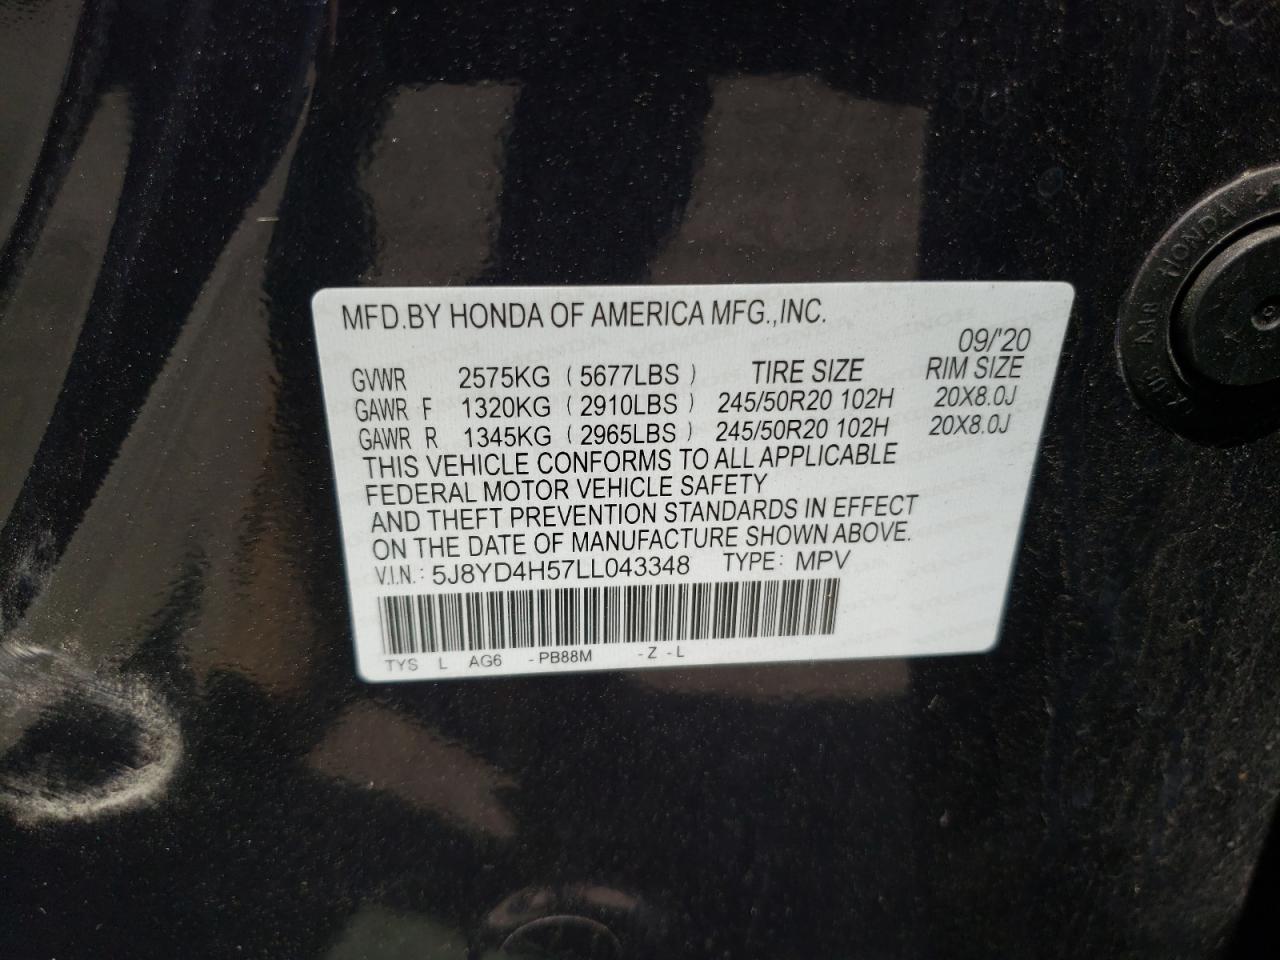 MFD.BY HONDA OF AMERICA MFG.,INC.
09/'20
GVWR 2575KG ( 5677LBS ) TIRE SIZE RIM SIZE
GAWR F 1320KG ( 2910LBS ) 245/50R20 102H 20X8.0J
GAWR R 1345KG ( 2965LBS ) 245/50R20 102H 20X8.0J
THIS VEHICLE CONFORMS TO ALL APPLICABLE
FEDERAL MOTOR VEHICLE SAFETY
AND THEFT PREVENTION STANDARDS IN EFFECT
ON THE DATE OF MANUFACTURE SHOWN ABOVE.
V.I.N.: 5J8YD4H57LL043348 TYPE: MPV
TYS L AG6 -PB88M -Z -L
HONDA